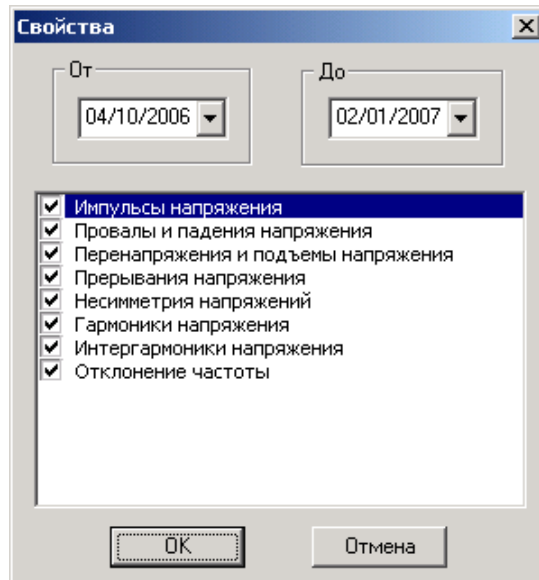 Свойства
От
До
04/10/2006
02/01/2007
Импульсы напряжения
Провалы и падения напряжения
Перенапряжения и подъемы напряжения
Прерывания напряжения
Несимметрия напряжений
Гармоники напряжения
Интергармоники напряжения
Отклонение частоты
OK
Отмена